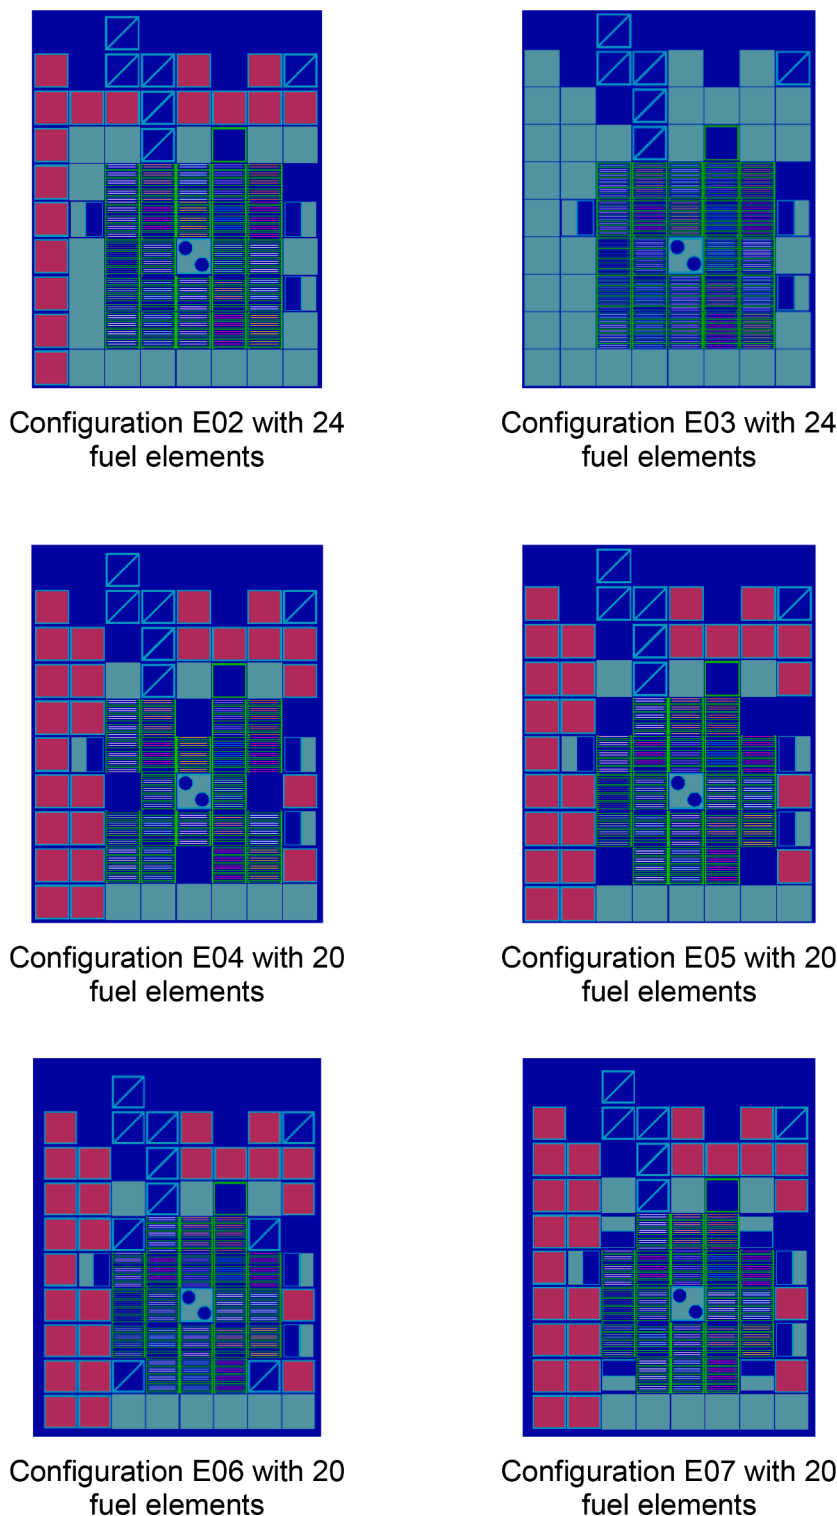 Configuration E02 with 24
fuel elements
Configuration E03 with 24
fuel elements
Configuration E04 with 20
fuel elements
Configuration E05 with 20
fuel elements
Configuration E06 with 20
fuel elements
Configuration E07 with 20
fuel elements